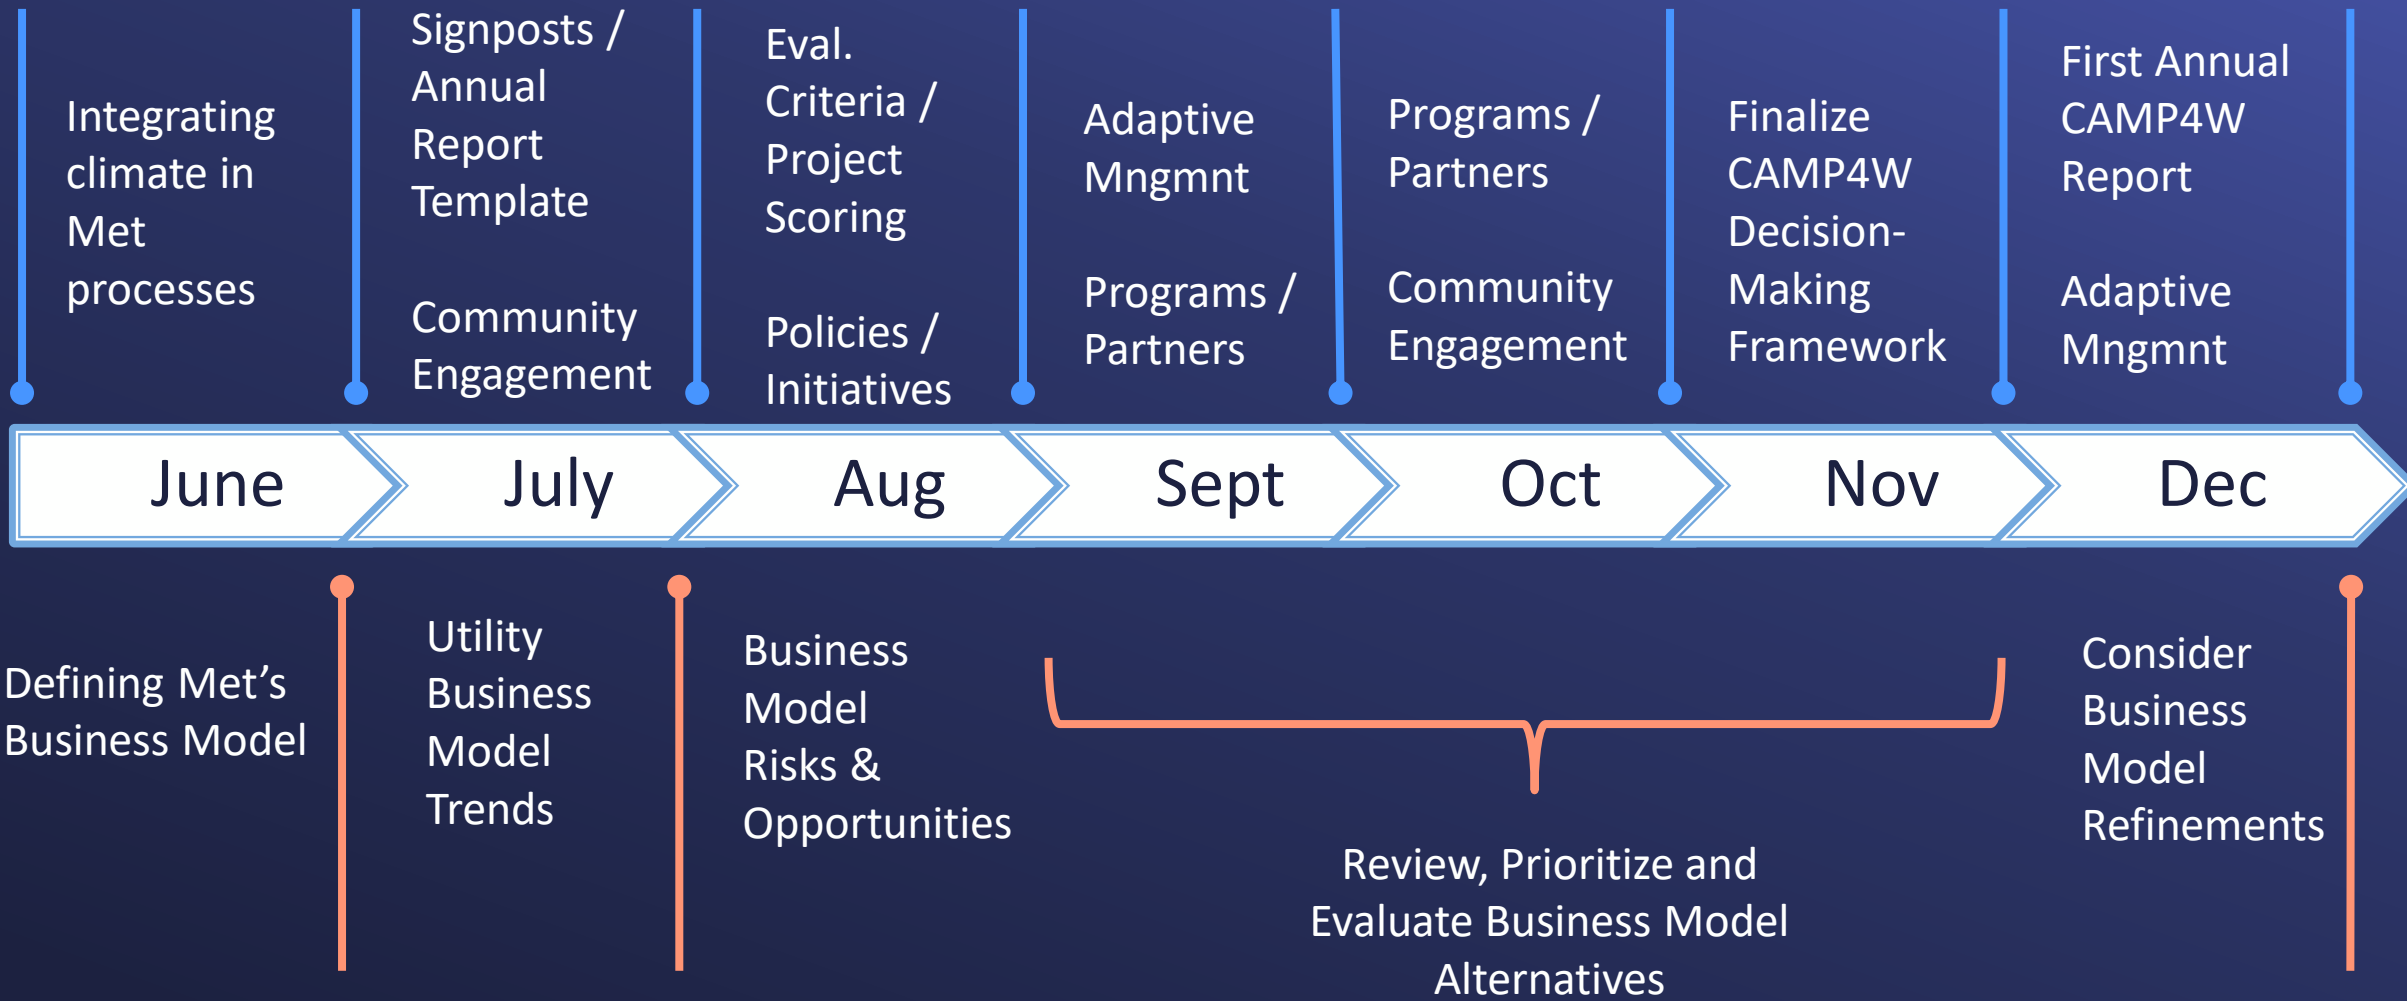 Integrating
climate in
Met
processes
Signposts /
Annual
Report
Template
Community
Engagement
Eval.
Criteria /
Project
Scoring
Policies /
Initiatives
Adaptive
Mngmnt
Programs /
Partners
Programs /
Partners
Community
Engagement
Finalize
CAMP4W
Decision-
Making
Framework
First Annual
CAMP4W
Report
Adaptive
Mngmnt
June
July
Aug
Sept
Oct
Nov
Dec
Defining Met’s
Business Model
Utility
Business
Model
Trends
Business
Model
Risks &
Opportunities
Review, Prioritize and
Evaluate Business Model
Alternatives
Consider
Business
Model
Refinements